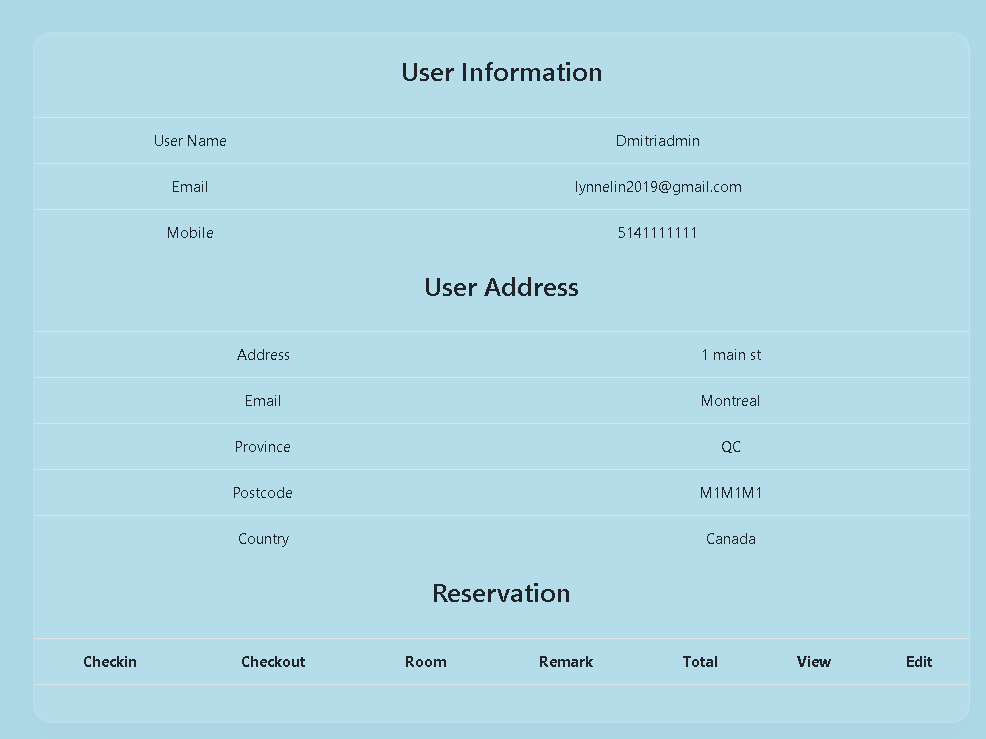 User Information
User Name Dmitriadmin
Email lynnelin2019@gmail.com
Mobile 5141111111
User Address
Address 1 main st
Email Montreal
Province QC
Postcode M1M1M1
Country Canada
Reservation
Checkin Checkout Room Remark Total View Edit